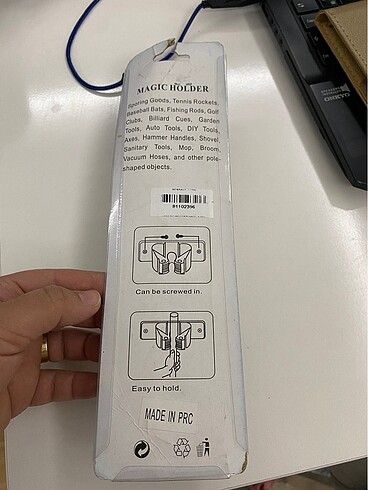 MAGIC HOLDER
Sporing Goods, Tennis Rockets,
Baseball Bats, Fishing Rods, Golf
Clubs, Billiard Cues, Garden
Tools, Auto Tools, DIY Tools,
Axes, Hammer Handles, Shovel,
Sanitary Tools, Mop, Broom,
Vacuum Hoses, and other pole-
shaped objects.
81102396
Can be screwed in.
Easy to hold.
MADE IN PRC